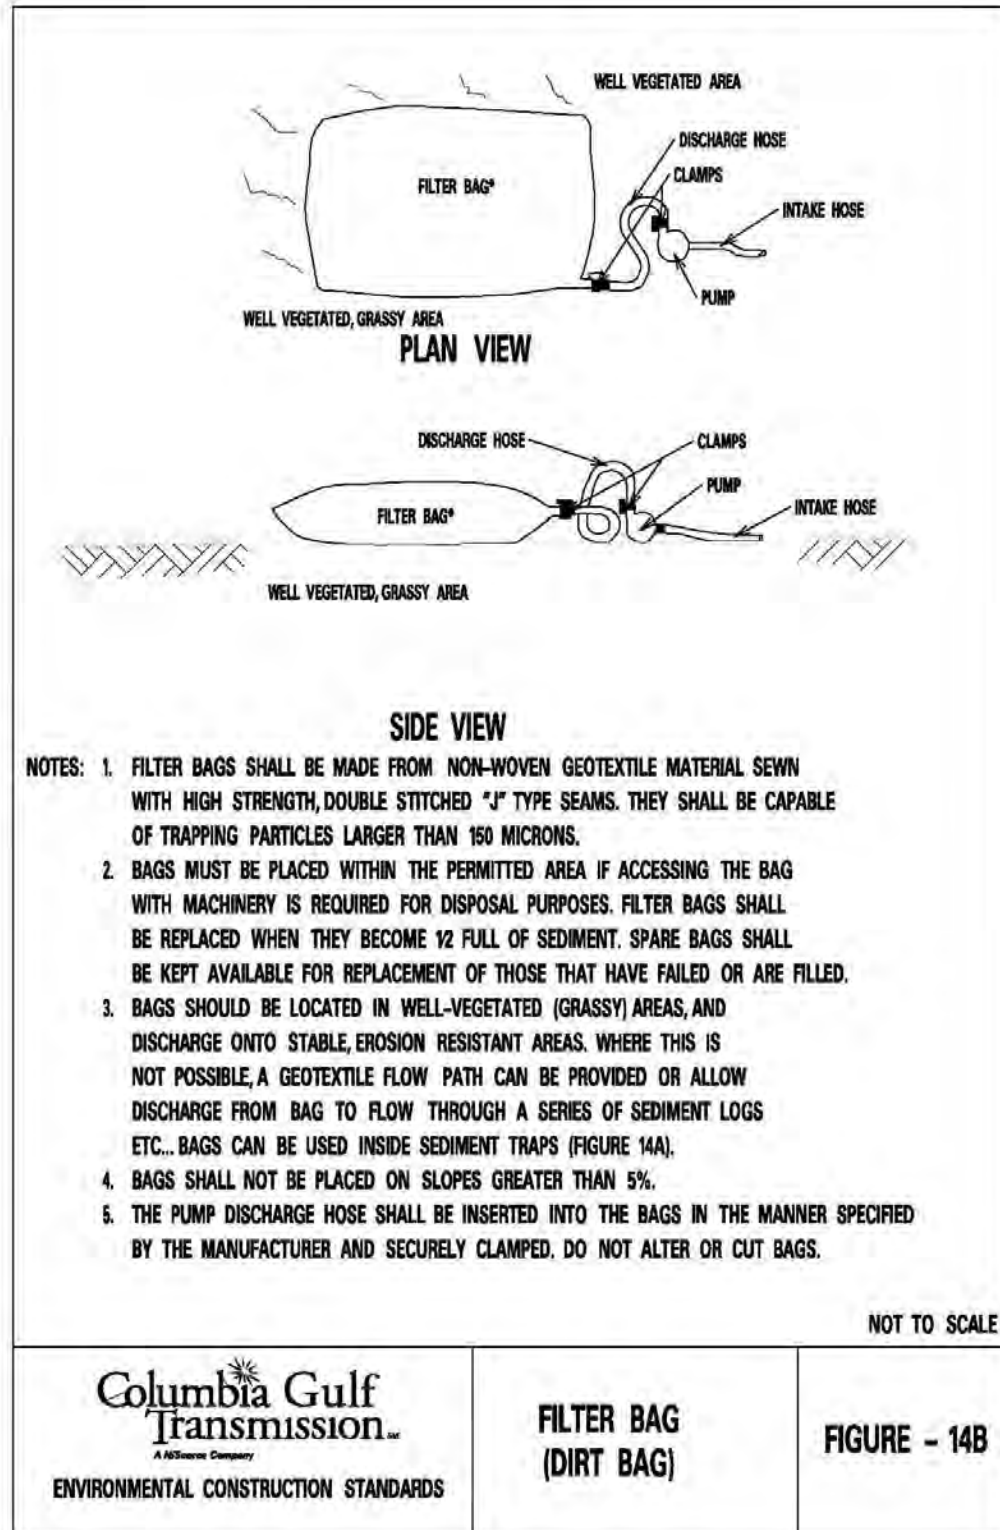 WELL VEGETATED AREA
DISCHARGE HOSE
CLAMPS
FILTER BAG*
INTAKE HOSE
PUMP
WELL VEGETATED, GRASSY AREA
PLAN VIEW
DISCHARGE HOSE
CLAMPS
PUMP
FILTER BAG*
INTAKE HOSE
WELL VEGETATED, GRASSY AREA
SIDE VIEW
NOTES: 1. FILTER BAGS SHALL BE MADE FROM NON-WOVEN GEOTEXTILE MATERIAL SEWN
WITH HIGH STRENGTH, DOUBLE STITCHED "J" TYPE SEAMS. THEY SHALL BE CAPABLE
OF TRAPPING PARTICLES LARGER THAN 150 MICRONS.
2. BAGS MUST BE PLACED WITHIN THE PERMITTED AREA IF ACCESSING THE BAG
WITH MACHINERY IS REQUIRED FOR DISPOSAL PURPOSES. FILTER BAGS SHALL
BE REPLACED WHEN THEY BECOME 1/2 FULL OF SEDIMENT. SPARE BAGS SHALL
BE KEPT AVAILABLE FOR REPLACEMENT OF THOSE THAT HAVE FAILED OR ARE FILLED.
3. BAGS SHOULD BE LOCATED IN WELL-VEGETATED (GRASSY) AREAS, AND
DISCHARGE ONTO STABLE, EROSION RESISTANT AREAS. WHERE THIS IS
NOT POSSIBLE, A GEOTEXTILE FLOW PATH CAN BE PROVIDED OR ALLOW
DISCHARGE FROM BAG TO FLOW THROUGH A SERIES OF SEDIMENT LOGS
ETC... BAGS CAN BE USED INSIDE SEDIMENT TRAPS (FIGURE 14A).
4. BAGS SHALL NOT BE PLACED ON SLOPES GREATER THAN 5%.
5. THE PUMP DISCHARGE HOSE SHALL BE INSERTED INTO THE BAGS IN THE MANNER SPECIFIED
BY THE MANUFACTURER AND SECURELY CLAMPED. DO NOT ALTER OR CUT BAGS.
NOT TO SCALE
Columbia Gulf
Transmission SM
A NiSource Company
ENVIRONMENTAL CONSTRUCTION STANDARDS
FILTER BAG
(DIRT BAG)
FIGURE - 14B